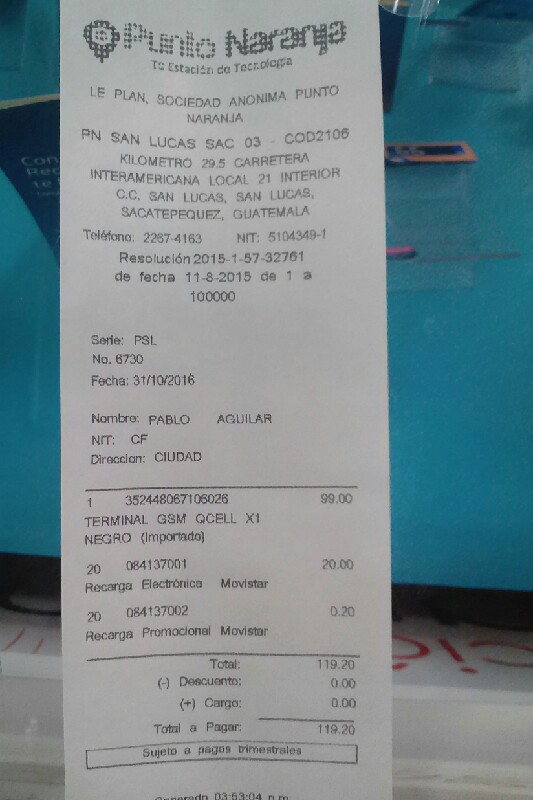 Punto Naranja
Tu Estación de Tecnología
LE PLAN, SOCIEDAD ANONIMA PUNTO
NARANJA
PN SAN LUCAS SAC 03 - COD2106
KILOMETRO 29.5 CARRETERA
INTERAMERICANA LOCAL 21 INTERIOR
C.C. SAN LUCAS, SAN LUCAS,
SACATEPEQUEZ, GUATEMALA
Teléfono: 2267-4163 NIT: 5104349-1
Resolución 2015-1-57-32761
de fecha 11-8-2015 de 1 a
100000
Serie: PSL
No. 6730
Fecha: 31/10/2016
Nombre: PABLO AGUILAR
NIT: CF
Direccion: CIUDAD
1 352448067106026 99.00
TERMINAL GSM QCELL X1
NEGRO (Importado)
20 084137001 20.00
Recarga Electrónica Movistar
20 084137002 0.20
Recarga Promocional Movistar
Total: 119.20
(-) Descuento: 0.00
(+) Cargo: 0.00
Total a Pagar: 119.20
Sujeto a pagos trimestrales
Generado 03:53:04 p.m.